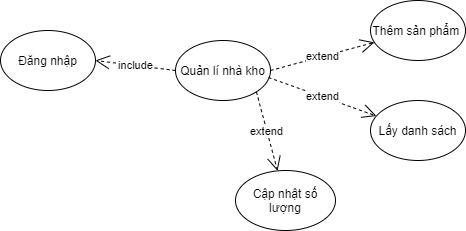 Thêm sản phẩm
extend
Đăng nhập
include
Quản lí nhà kho
extend
Lấy danh sách
extend
Cập nhật số
lượng